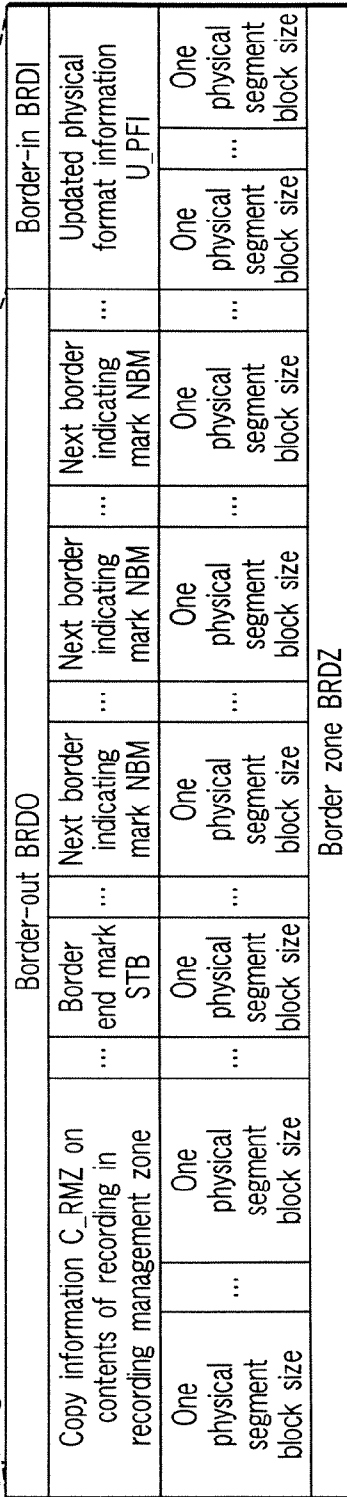 Border-out BRDO
Border-in BRDI
Copy information C_RMZ on
contents of recording in
recording management zone
...
Border
end mark
STB
...
Next border
indicating
mark NBM
...
Next border
indicating
mark NBM
...
Next border
indicating
mark NBM
...
Updated physical
format information
U_PFI
One
physical
segment
block size
...
One
physical
segment
block size
...
One
physical
segment
block size
...
One
physical
segment
block size
...
One
physical
segment
block size
...
One
physical
segment
block size
...
One
physical
segment
block size
...
One
physical
segment
block size
Border zone BRDZ